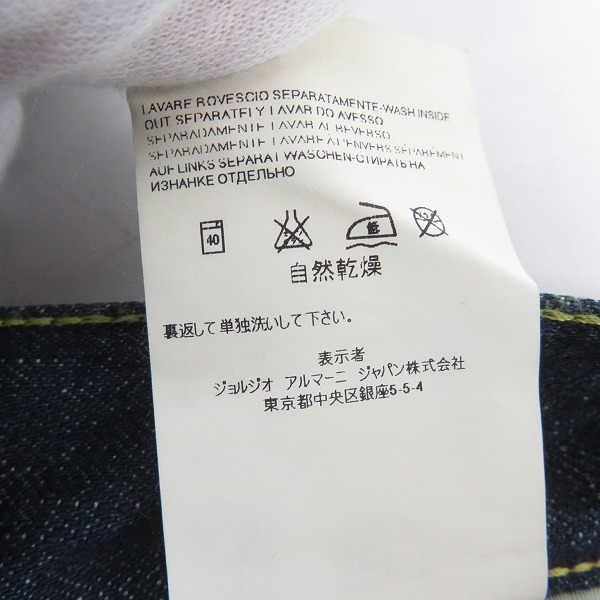 LAVARE ROVESCIO SEPARATAMENTE-WASH INSIDE
OUT SEPARATELY LAVAR DO AVESSO
SEPARADAMENTE LAVAR AL REVERSO
SEPARADAMENTE LAVARE A L'ENVERS SEPAREMENT
AUF LINKS SEPARAT WASCHEN-СТИРАТЬ НА
ИЗНАНКЕ ОТДЕЛЬНО
40 低
自然乾燥
裏返して単独洗いして下さい。
表示者
ジョルジオ アルマーニ ジャパン株式会社
東京都中央区銀座5-5-4